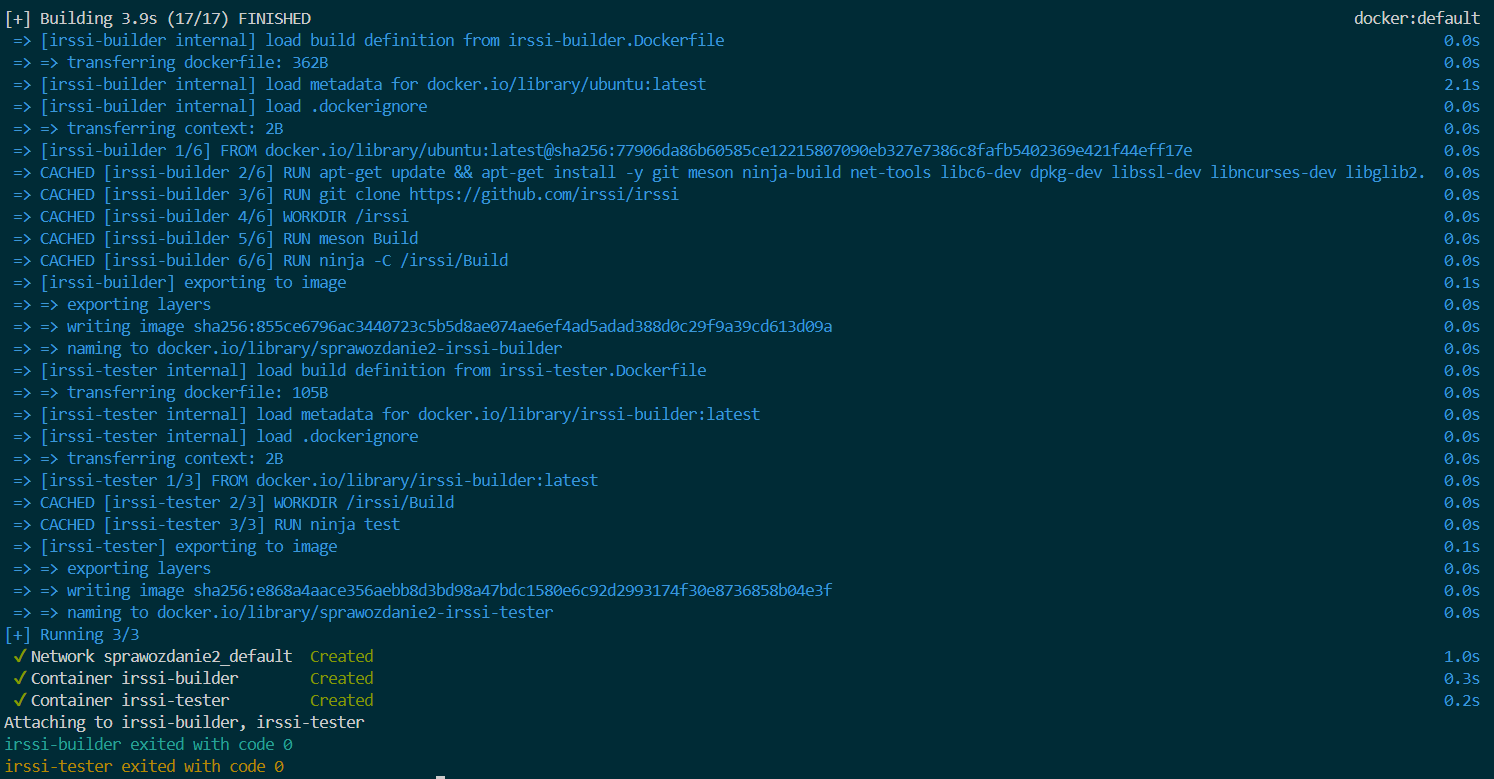 [+] Building 3.9s (17/17) FINISHED docker:default
=> [irssi-builder internal] load build definition from irssi-builder.Dockerfile 0.0s
=> => transferring dockerfile: 362B 0.0s
=> [irssi-builder internal] load metadata for docker.io/library/ubuntu:latest 2.1s
=> [irssi-builder internal] load .dockerignore 0.0s
=> => transferring context: 2B 0.0s
=> [irssi-builder 1/6] FROM docker.io/library/ubuntu:latest@sha256:77906da86b60585ce12215807090eb327e7386c8fafb5402369e421f44eff17e 0.0s
=> CACHED [irssi-builder 2/6] RUN apt-get update && apt-get install -y git meson ninja-build net-tools libc6-dev dpkg-dev libssl-dev libncurses-dev libglib2. 0.0s
=> CACHED [irssi-builder 3/6] RUN git clone https://github.com/irssi/irssi 0.0s
=> CACHED [irssi-builder 4/6] WORKDIR /irssi 0.0s
=> CACHED [irssi-builder 5/6] RUN meson Build 0.0s
=> CACHED [irssi-builder 6/6] RUN ninja -C /irssi/Build 0.0s
=> [irssi-builder] exporting to image 0.1s
=> => exporting layers 0.0s
=> => writing image sha256:855ce6796ac3440723c5b5d8ae074ae6ef4ad5adad388d0c29f9a39cd613d09a 0.0s
=> => naming to docker.io/library/sprawozdanie2-irssi-builder 0.0s
=> [irssi-tester internal] load build definition from irssi-tester.Dockerfile 0.0s
=> => transferring dockerfile: 105B 0.0s
=> [irssi-tester internal] load metadata for docker.io/library/irssi-builder:latest 0.0s
=> [irssi-tester internal] load .dockerignore 0.0s
=> => transferring context: 2B 0.0s
=> [irssi-tester 1/3] FROM docker.io/library/irssi-builder:latest 0.0s
=> CACHED [irssi-tester 2/3] WORKDIR /irssi/Build 0.0s
=> CACHED [irssi-tester 3/3] RUN ninja test 0.0s
=> [irssi-tester] exporting to image 0.1s
=> => exporting layers 0.0s
=> => writing image sha256:e868a4aace356aebb8d3bd98a47bdc1580e6c92d2993174f30e8736858b04e3f 0.0s
=> => naming to docker.io/library/sprawozdanie2-irssi-tester 0.0s
[+] Running 3/3
✓ Network sprawozdanie2_default Created 1.0s
✓ Container irssi-builder Created 0.3s
✓ Container irssi-tester Created 0.2s
Attaching to irssi-builder, irssi-tester
irssi-builder exited with code 0
irssi-tester exited with code 0